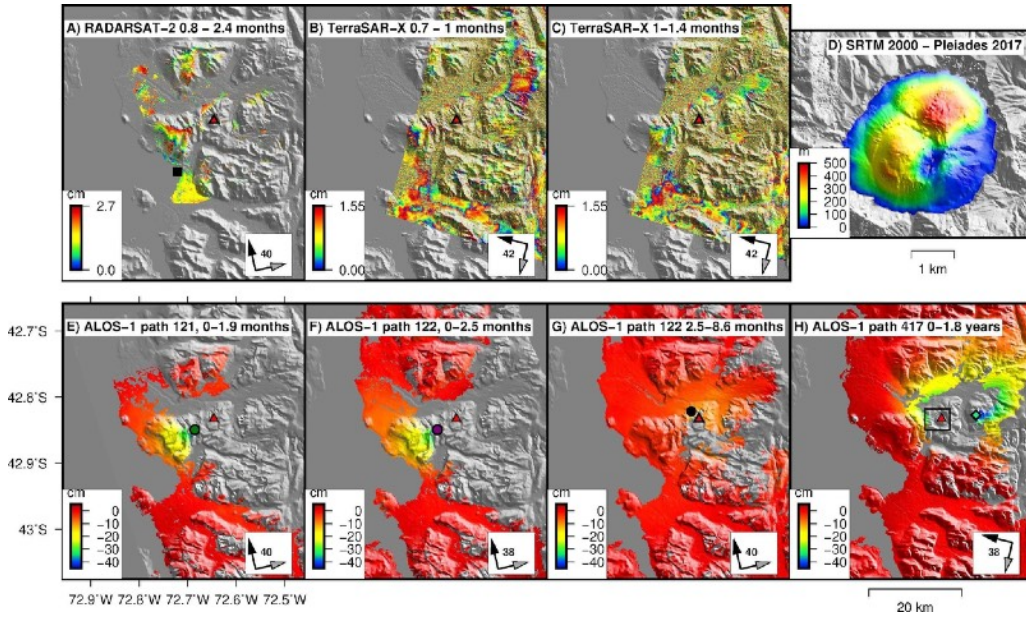 A) RADARSAT-2 0.8 - 2.4 months
B) TerraSAR-X 0.7 - 1 months
C) TerraSAR-X 1-1.4 months
D) SRTM 2000 - Pleiades 2017
cm
2.7
0.0
40
cm
1.55
0.00
42
cm
1.55
0.00
42
m
500
400
300
200
100
0
1 km
E) ALOS-1 path 121, 0-1.9 months
F) ALOS-1 path 122, 0-2.5 months
G) ALOS-1 path 122 2.5-8.6 months
H) ALOS-1 path 417 0-1.8 years
42.7˚S
42.8˚S
42.9˚S
43˚S
cm
0
-10
-20
-30
-40
40
cm
0
-10
-20
-30
-40
38
cm
0
-10
-20
-30
-40
40
cm
0
-10
-20
-30
-40
38
72.9˚W 72.8˚W 72.7˚W 72.6˚W 72.5˚W
20 km